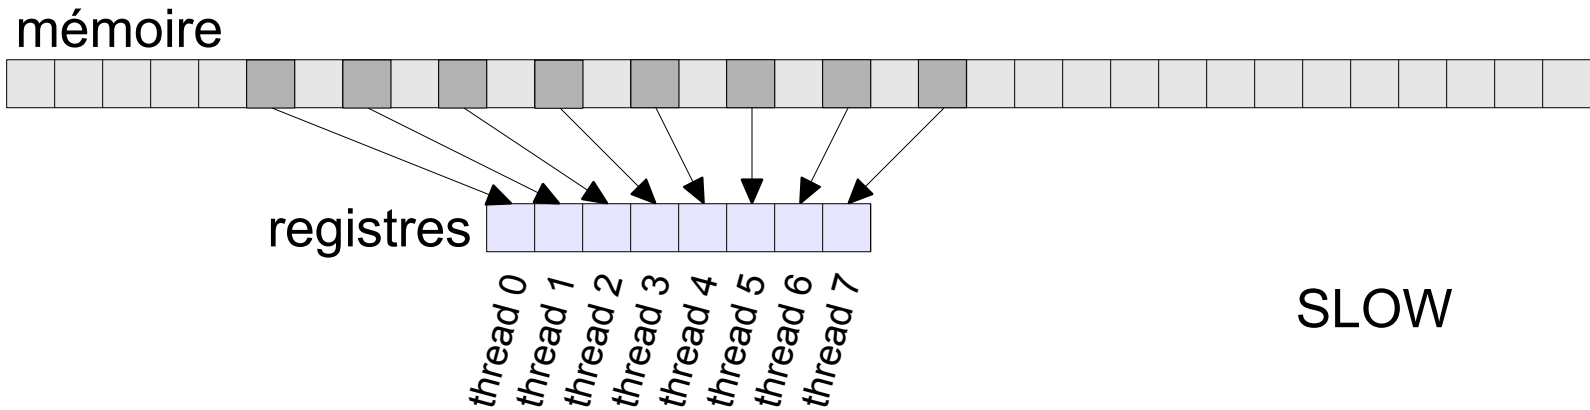 mémoire
registres
thread 0
thread 1
thread 2
thread 3
thread 4
thread 5
thread 6
thread 7
SLOW